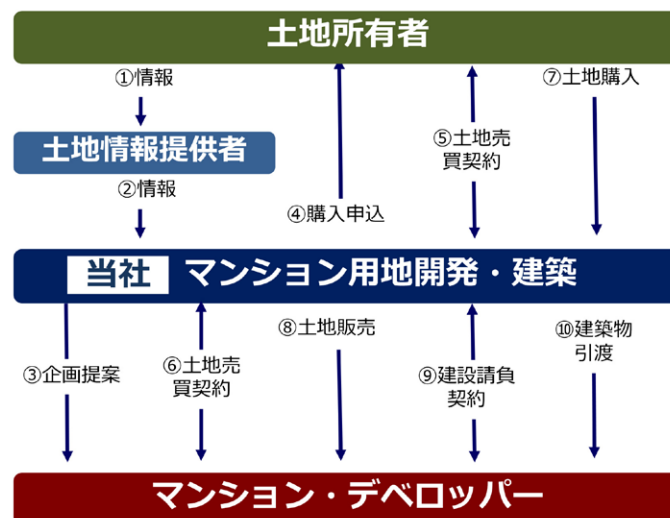 土地所有者
①情報
⑦土地購入
土地情報提供者
⑤土地売
買契約
②情報
④購入申込
当社 マンション用地開発・建築
⑧土地販売
⑩建築物
引渡
③企画提案
⑥土地売
買契約
⑨建設請負
契約
マンション・デベロッパー